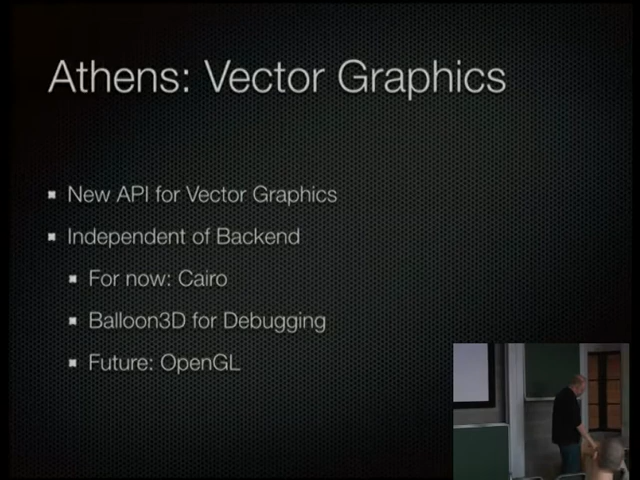 Athens: Vector Graphics
New API for Vector Graphics
Independent of Backend
For now: Cairo
Balloon3D for Debugging
Future: OpenGL